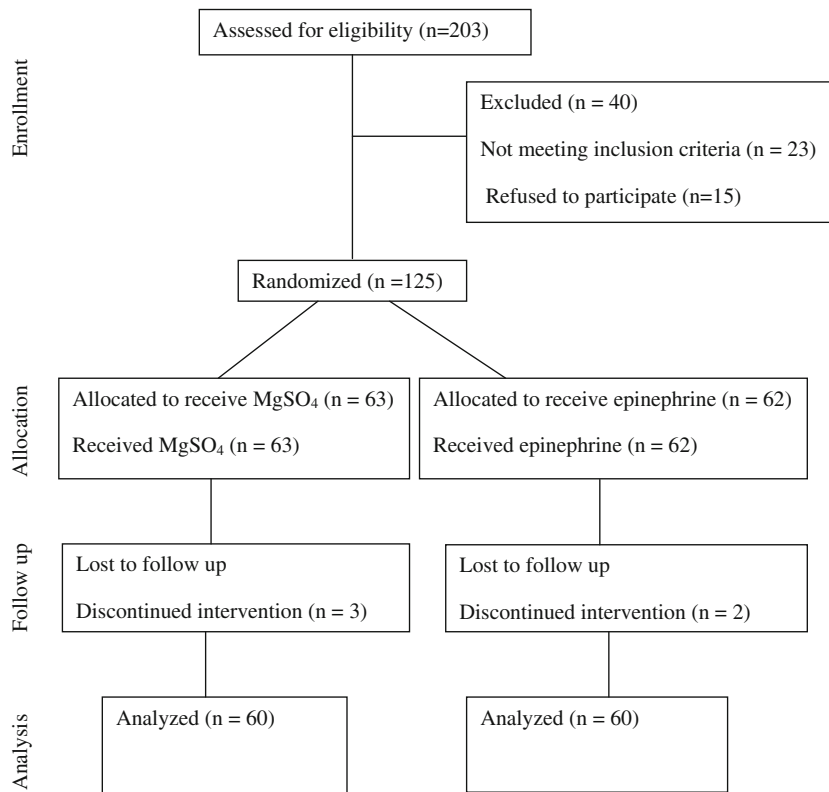 Enrollment
Assessed for eligibility (n=203)
Excluded (n = 40)
Not meeting inclusion criteria (n = 23)
Refused to participate (n=15)
Randomized (n =125)
Allocation
Allocated to receive MgSO₄ (n = 63)
Received MgSO₄ (n = 63)
Allocated to receive epinephrine (n = 62)
Received epinephrine (n = 62)
Follow up
Lost to follow up
Discontinued intervention (n = 3)
Lost to follow up
Discontinued intervention (n = 2)
Analysis
Analyzed (n = 60)
Analyzed (n = 60)